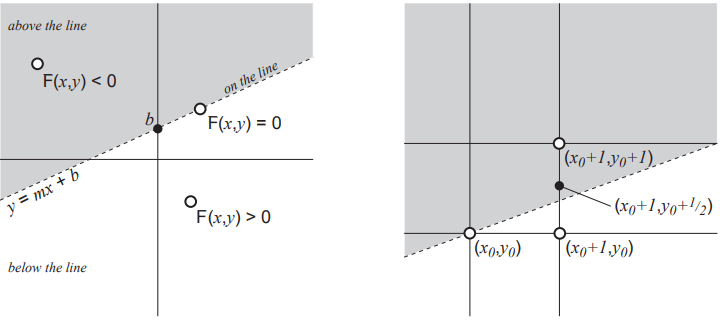 above the line
F(x,y) < 0
on the line
b
F(x,y) = 0
y = mx + b
F(x,y) > 0
below the line
(x₀+1,y₀+1)
(x₀+1,y₀+¹/₂)
(x₀,y₀)
(x₀+1,y₀)